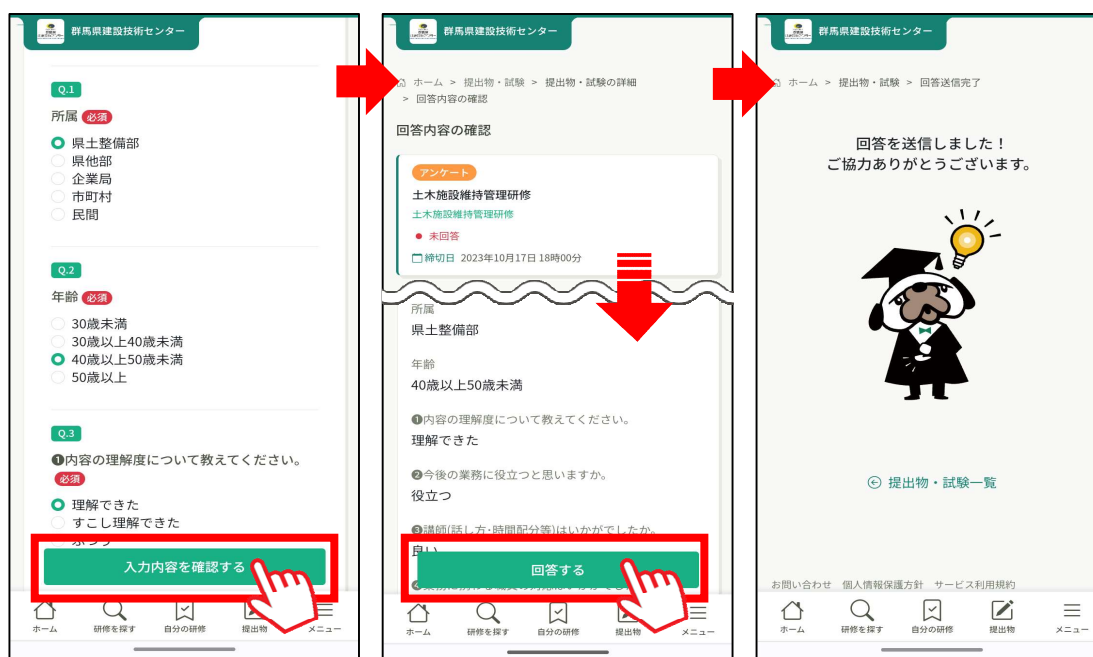 群馬県建設技術センター
Q.1
所属 必須
県土整備部
県他部
企業局
市町村
民間
Q.2
年齢 必須
30歳未満
30歳以上40歳未満
40歳以上50歳未満
50歳以上
Q.3
❶内容の理解度について教えてください。
必須
理解できた
すこし理解できた
入力内容を確認する
ホーム 研修を探す 自分の研修 提出物 メニュー
群馬県建設技術センター
ホーム > 提出物・試験 > 提出物・試験の詳細
> 回答内容の確認
回答内容の確認
アンケート
土木施設維持管理研修
土木施設維持管理研修
未回答
締切日 2023年10月17日 18時00分
所属
県土整備部
年齢
40歳以上50歳未満
❶内容の理解度について教えてください。
理解できた
❷今後の業務に役立つと思いますか。
役立つ
❸講師(話し方・時間配分等)はいかがでしたか。
良い
回答する
ホーム 研修を探す 自分の研修 提出物 メニュー
群馬県建設技術センター
ホーム > 提出物・試験 > 回答送信完了
回答を送信しました！
ご協力ありがとうございます。
提出物・試験一覧
お問い合わせ 個人情報保護方針 サービス利用規約
ホーム 研修を探す 自分の研修 提出物 メニュー